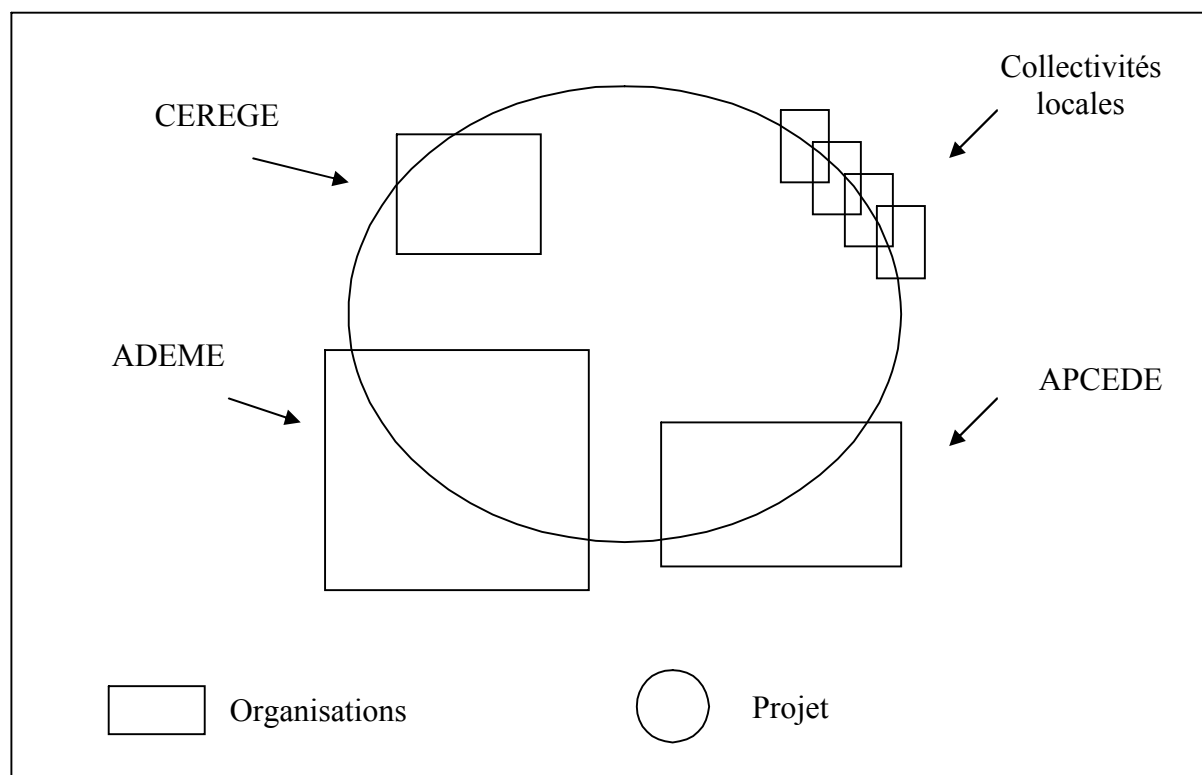 Collectivités
locales
CEREGE
ADEME
APCEDE
Organisations
Projet